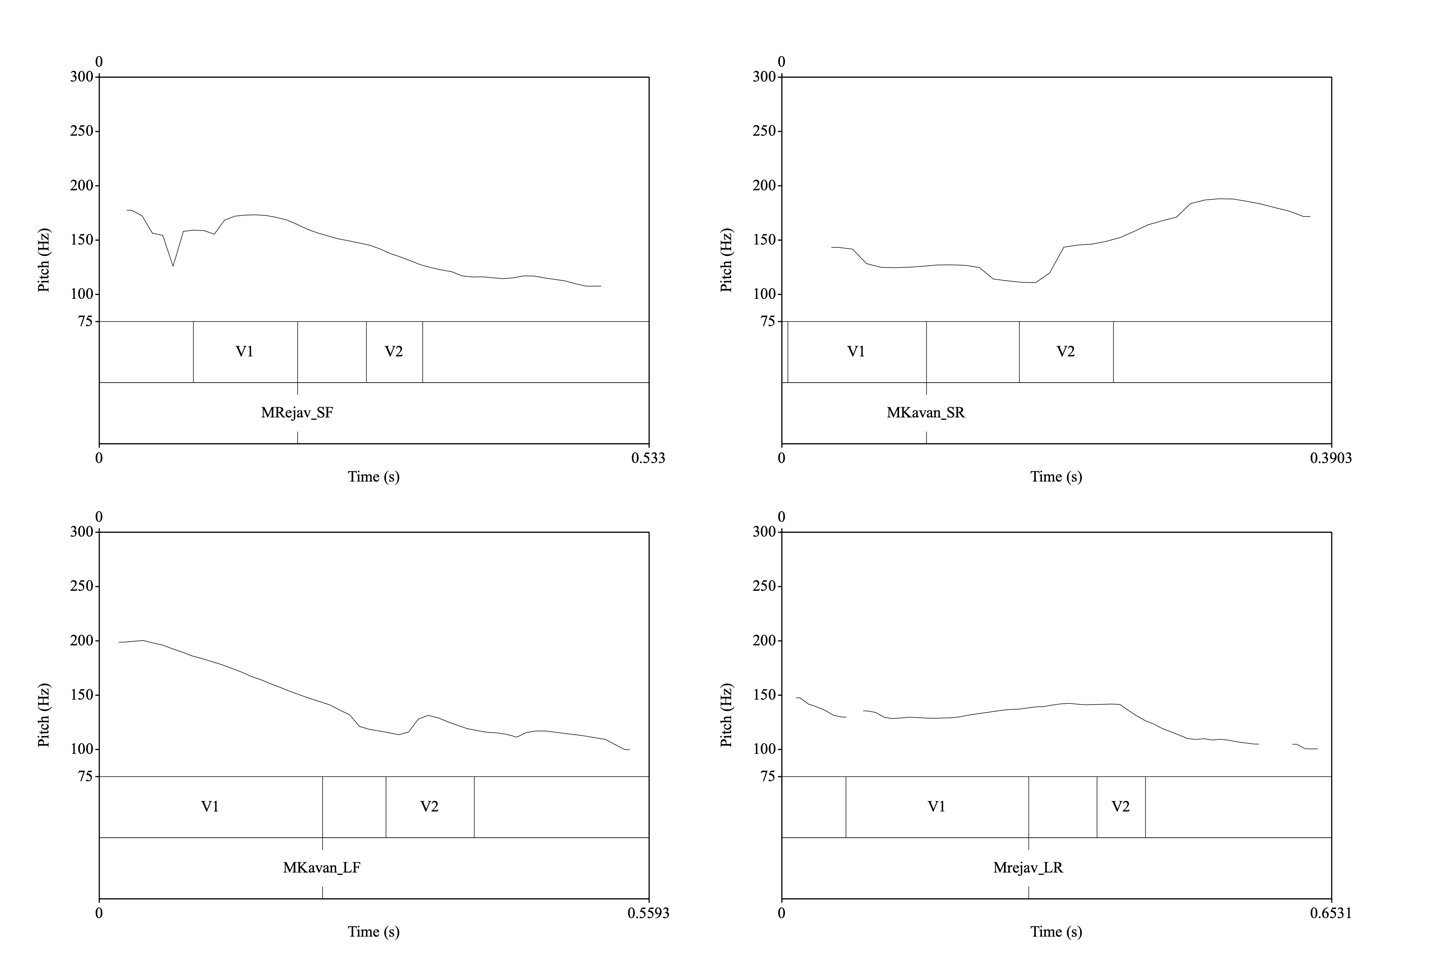 0
300
250
200
150
100
75
Pitch (Hz)
V1 V2
MRejav_SF
0 0.533
Time (s)
0
300
250
200
150
100
75
Pitch (Hz)
V1 V2
MKavan_SR
0 0.3903
Time (s)
0
300
250
200
150
100
75
Pitch (Hz)
V1 V2
MKavan_LF
0 0.5593
Time (s)
0
300
250
200
150
100
75
Pitch (Hz)
V1 V2
Mrejav_LR
0 0.6531
Time (s)